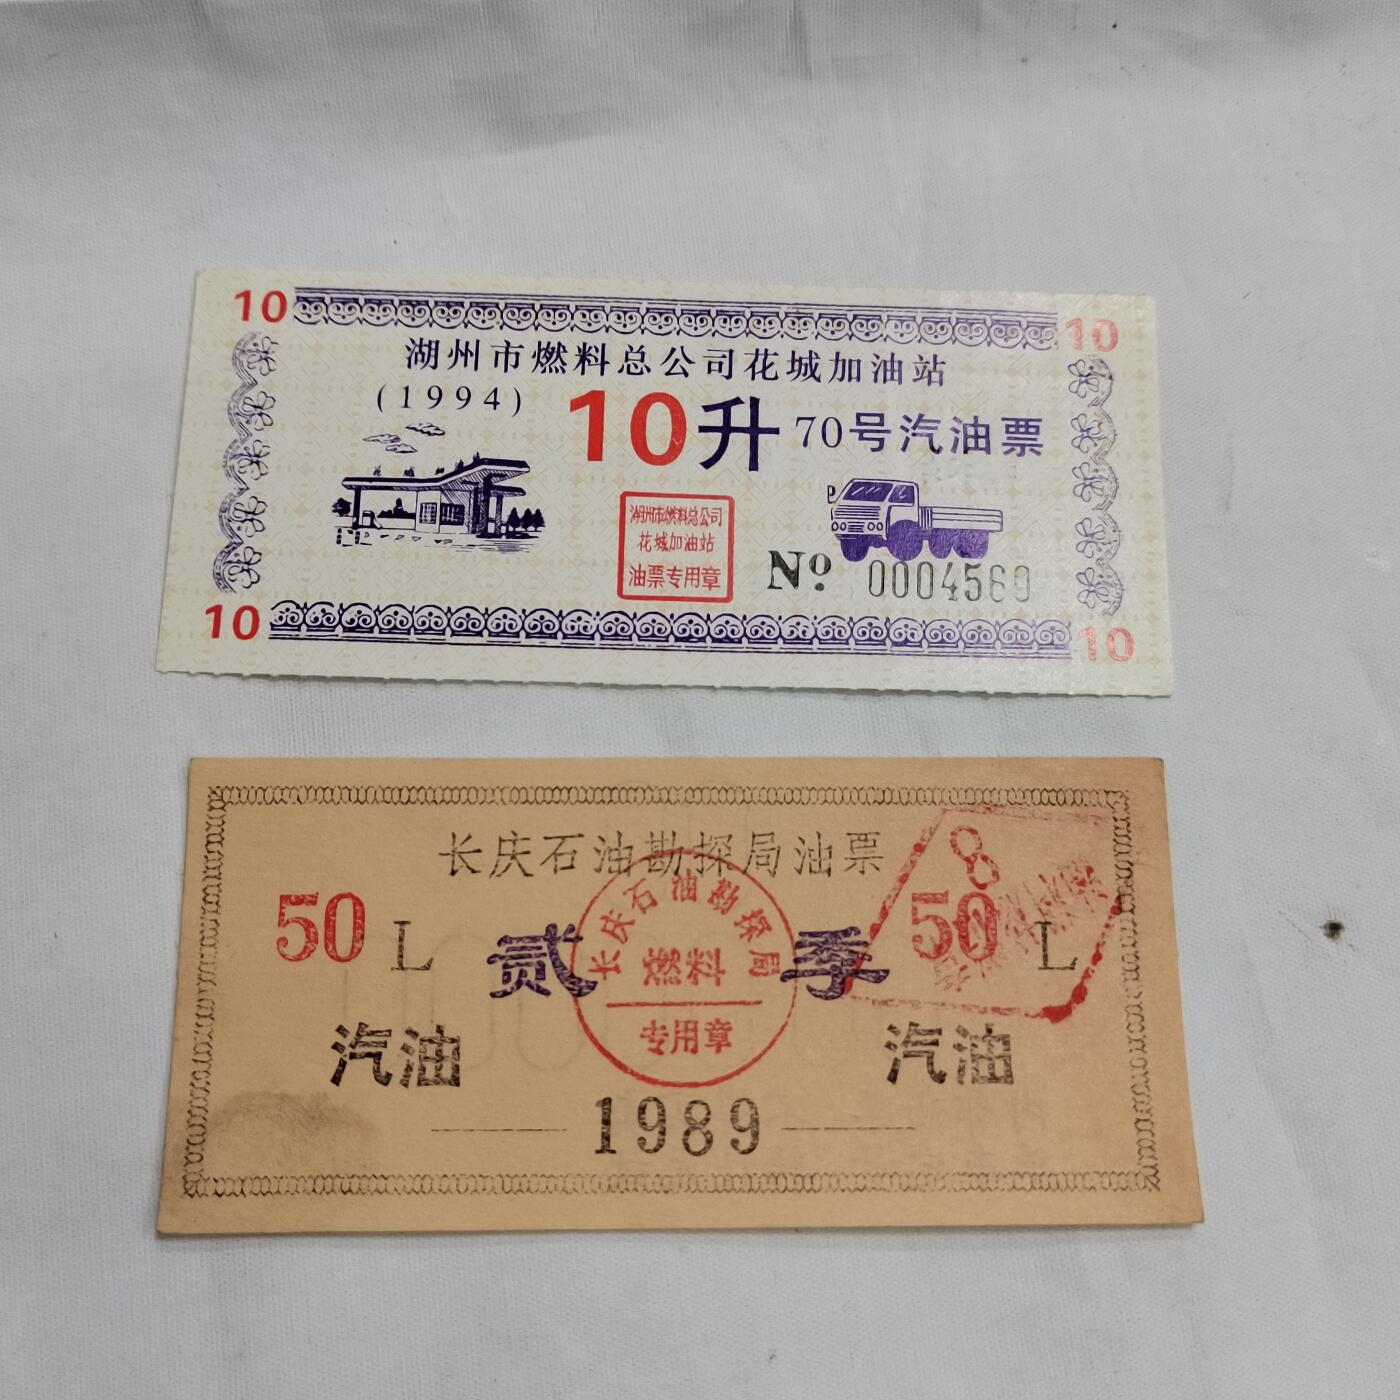 10
10
湖州市燃料总公司花城加油站
(1994)
10升 70号汽油票
花 城
湖州市燃料总公司
花城加油站
油票专用章
Nº 0004569
10
10
长庆石油勘探局油票
50 L
贰季
50 L
8
长庆石油勘探局
燃料
专用章
汽油
汽油
1989